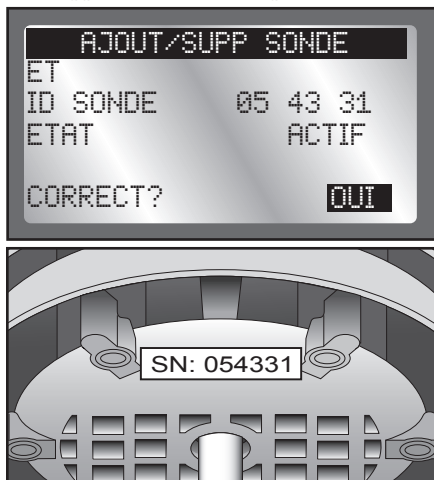 AJOUT/SUPP SONDE
ET
ID SONDE 05 43 31
ETAT ACTIF
CORRECT? OUI
SN: 054331